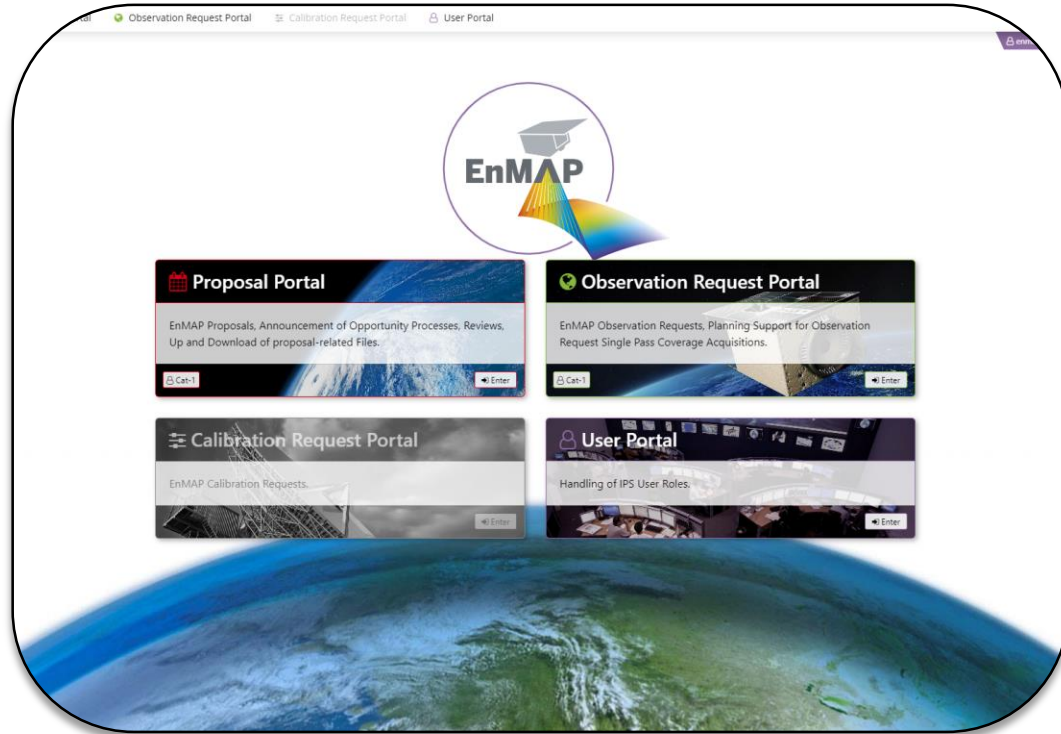 Observation Request Portal
Calibration Request Portal
User Portal
EnMAP
Proposal Portal
EnMAP Proposals, Announcement of Opportunity Processes, Reviews,
Up and Download of proposal-related Files.
Cat-1
Enter
Observation Request Portal
EnMAP Observation Requests, Planning Support for Observation
Request Single Pass Coverage Acquisitions.
Cat-1
Enter
Calibration Request Portal
EnMAP Calibration Requests.
Enter
User Portal
Handling of IPS User Roles.
Enter